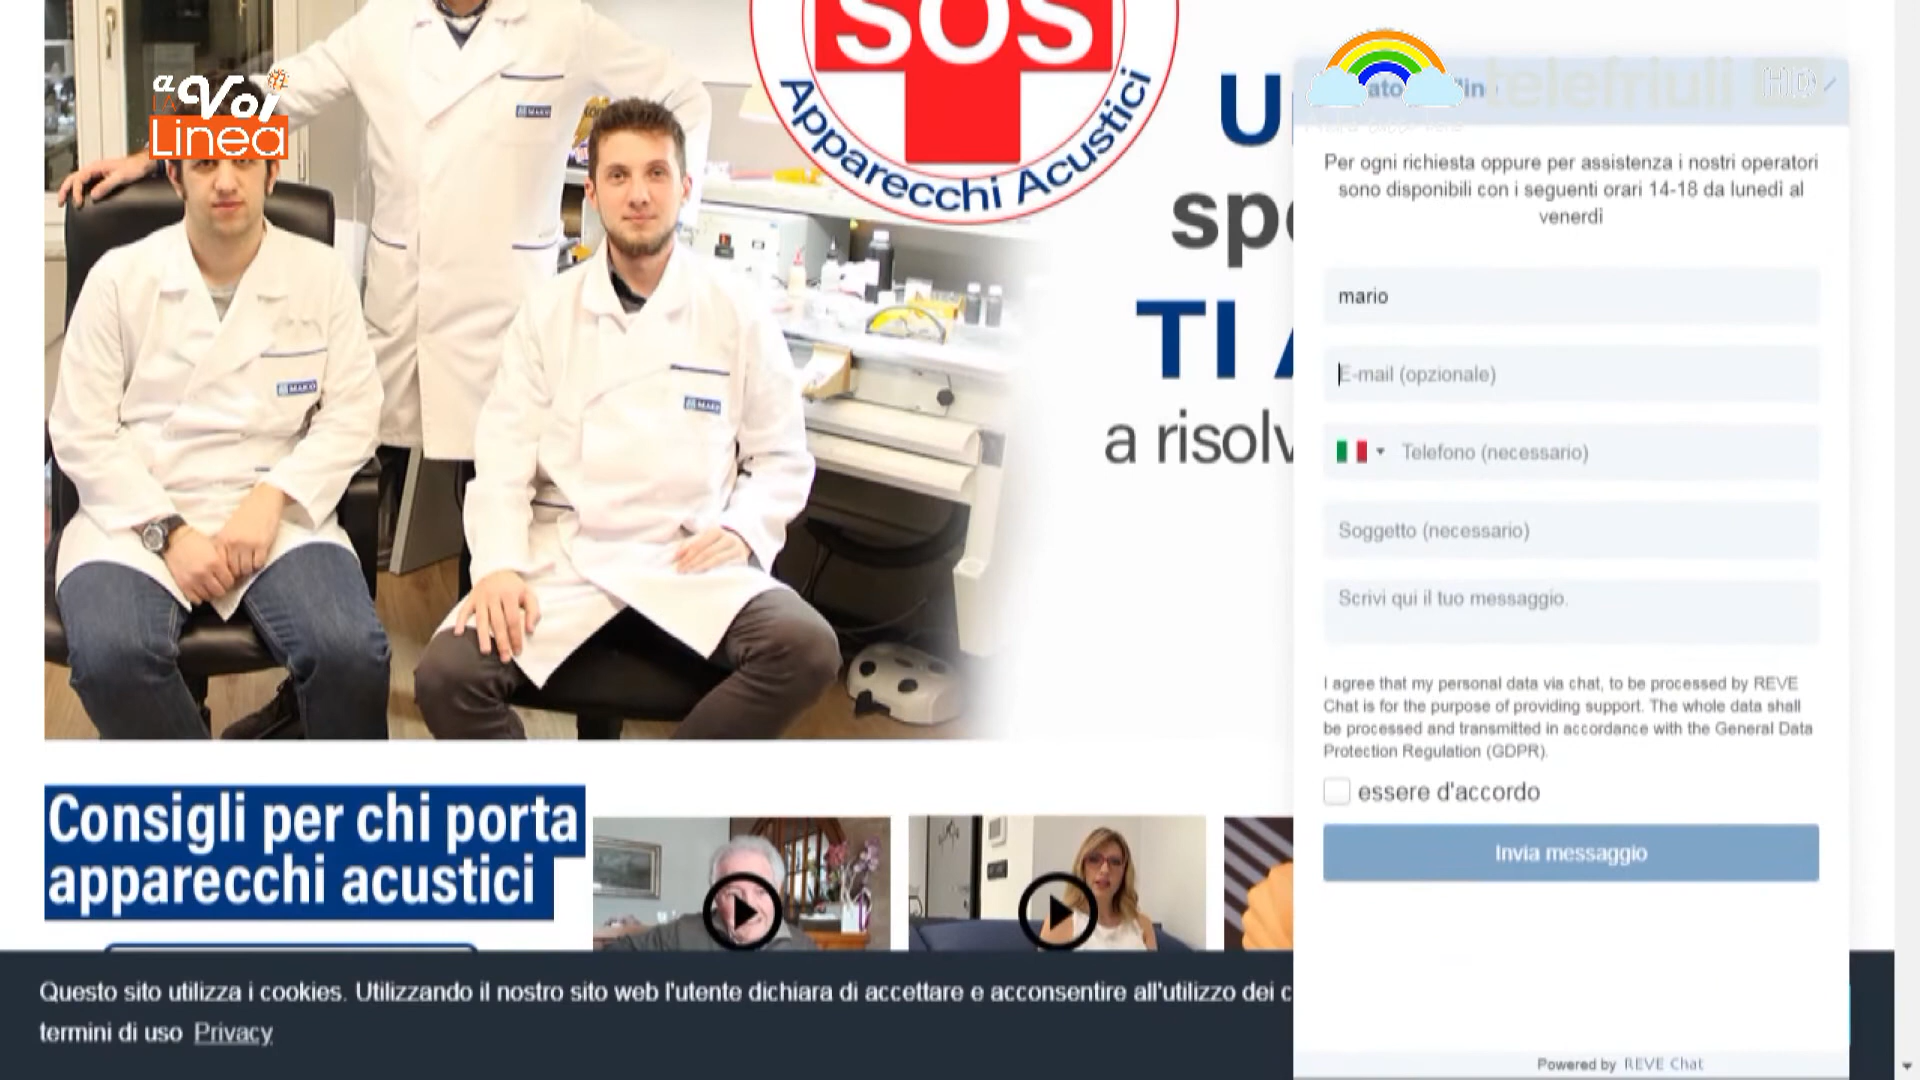 a
LA
Voi
Linea
SOS
Apparecchi Acustici
telefriuli HD
TI
a risolv
Per ogni richiesta oppure per assistenza i nostri operatori
sono disponibili con i seguenti orari 14-18 da lunedì al
venerdì
mario
E-mail (opzionale)
Telefono (necessario)
Soggetto (necessario)
Scrivi qui il tuo messaggio.
I agree that my personal data via chat, to be processed by REVE
Chat is for the purpose of providing support. The whole data shall
be processed and transmitted in accordance with the General Data
Protection Regulation (GDPR).
essere d'accordo
Invia messaggio
Powered by REVE Chat
Consigli per chi porta
apparecchi acustici
Questo sito utilizza i cookies. Utilizzando il nostro sito web l'utente dichiara di accettare e acconsentire all'utilizzo dei c
termini di uso Privacy